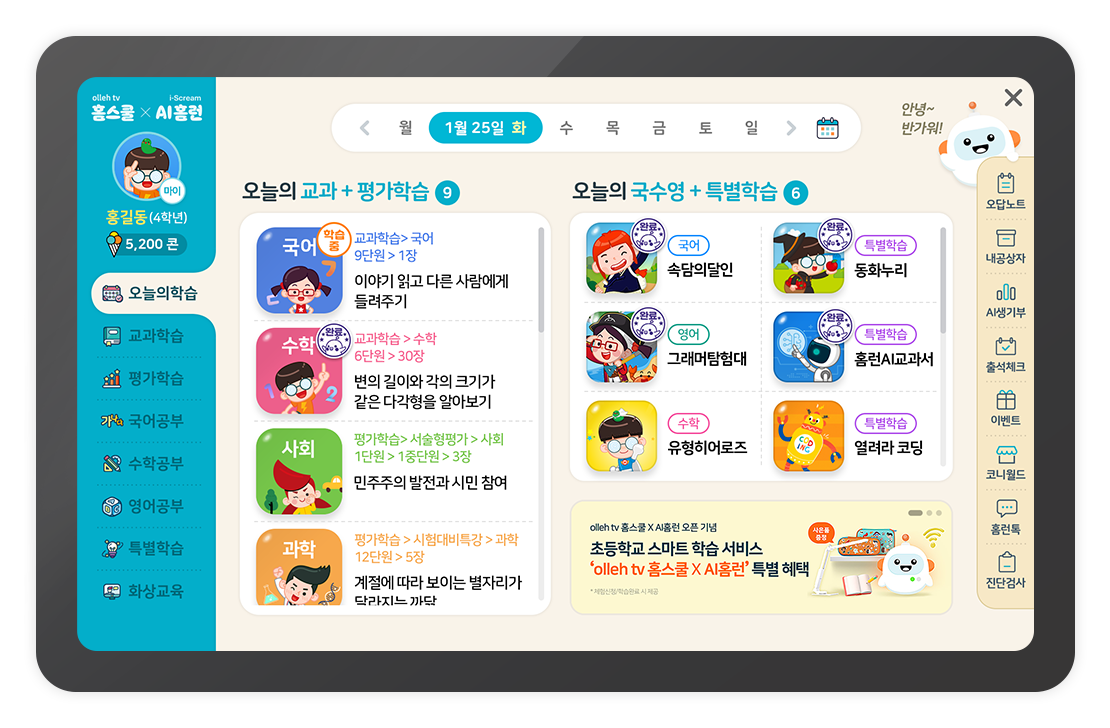 olleh tv i-Scream
홈스쿨 × AI홈런
마이
홍길동(4학년)
5,200 콘
오늘의학습
교과학습
평가학습
가나다 국어공부
수학공부
영어공부
특별학습
화상교육
월 1월 25일 화 수 목 금 토 일
안녕~
반가워!
오늘의 교과 + 평가학습 9
국어
학습
중
교과학습> 국어
9단원 > 1장
이야기 읽고 다른 사람에게
들려주기
수학
완료
1 2
교과학습 > 수학
6단원 > 30장
변의 길이와 각의 크기가
같은 다각형을 알아보기
사회
평가학습> 서술형평가 > 사회
1단원 > 1중단원 > 3장
민주주의 발전과 시민 참여
과학
평가학습 > 시험대비특강 > 과학
12단원 > 5장
계절에 따라 보이는 별자리가
달라지는 까닭
오늘의 국수영 + 특별학습 6
완료
국어
속담의달인
완료
특별학습
동화누리
완료
영어
그래머탐험대
완료
특별학습
홈런AI교과서
수학
유형히어로즈
CODING
특별학습
열려라 코딩
olleh tv 홈스쿨 X AI홈런 오픈 기념
초등학교 스마트 학습 서비스
‘olleh tv 홈스쿨 X AI홈런’ 특별 혜택
* 체험신청/학습완료 시 제공
사은품
증정
오답노트
내공상자
AI생기부
출석체크
이벤트
코니월드
홈런톡
진단검사